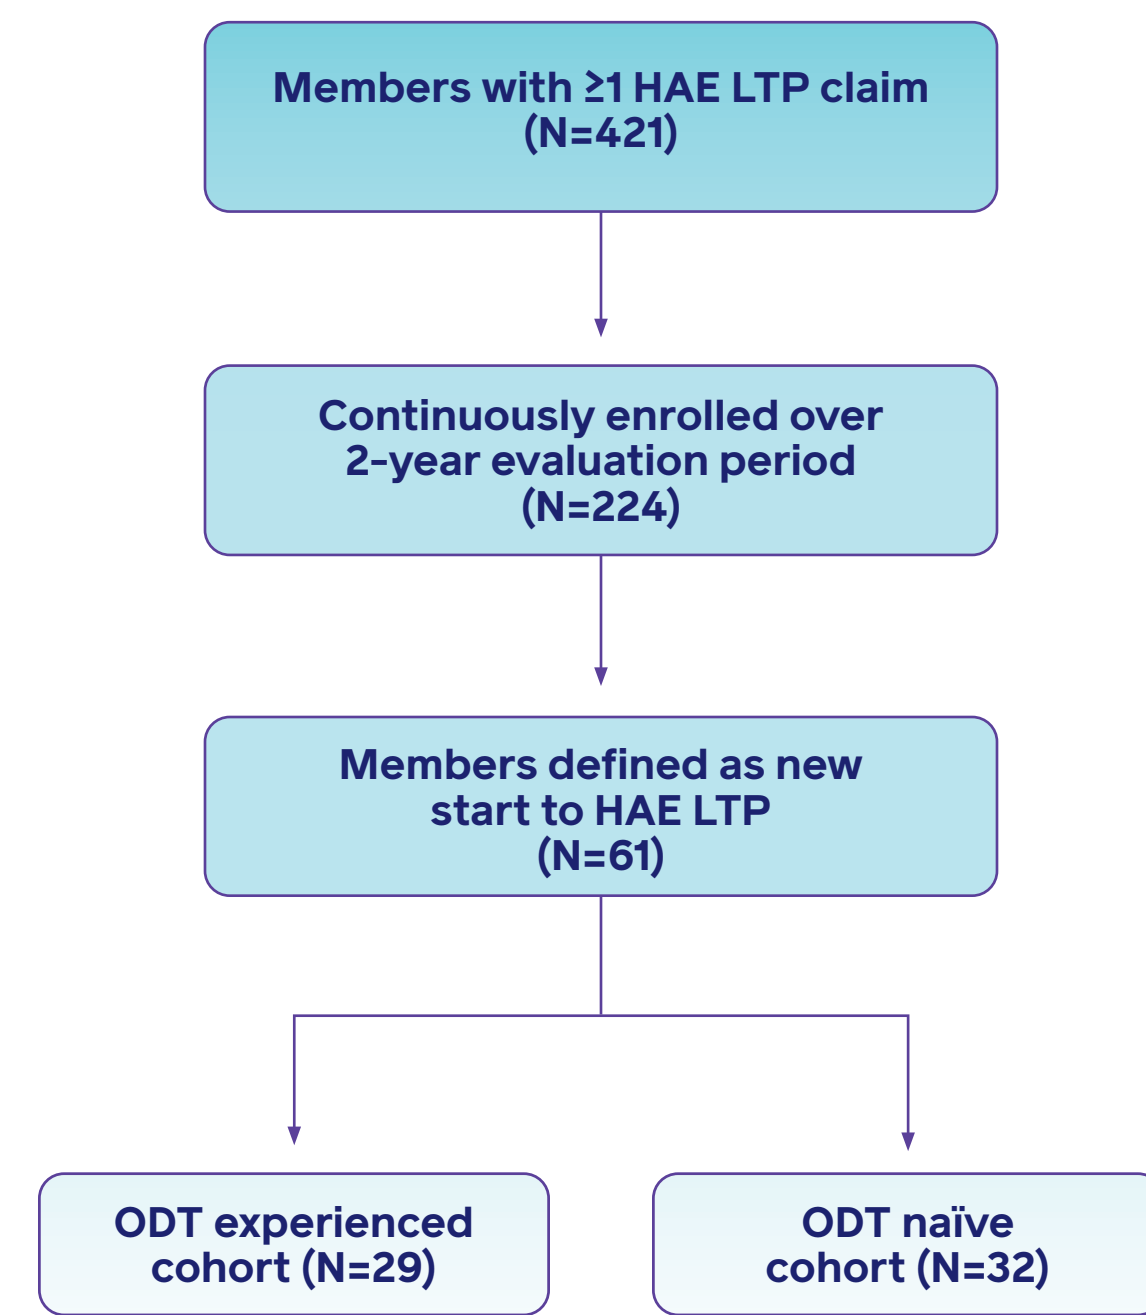 Members with ≥1 HAE LTP claim
(N=421)
Continuously enrolled over
2-year evaluation period
(N=224)
Members defined as new
start to HAE LTP
(N=61)
ODT experienced
cohort (N=29)
ODT naïve
cohort (N=32)